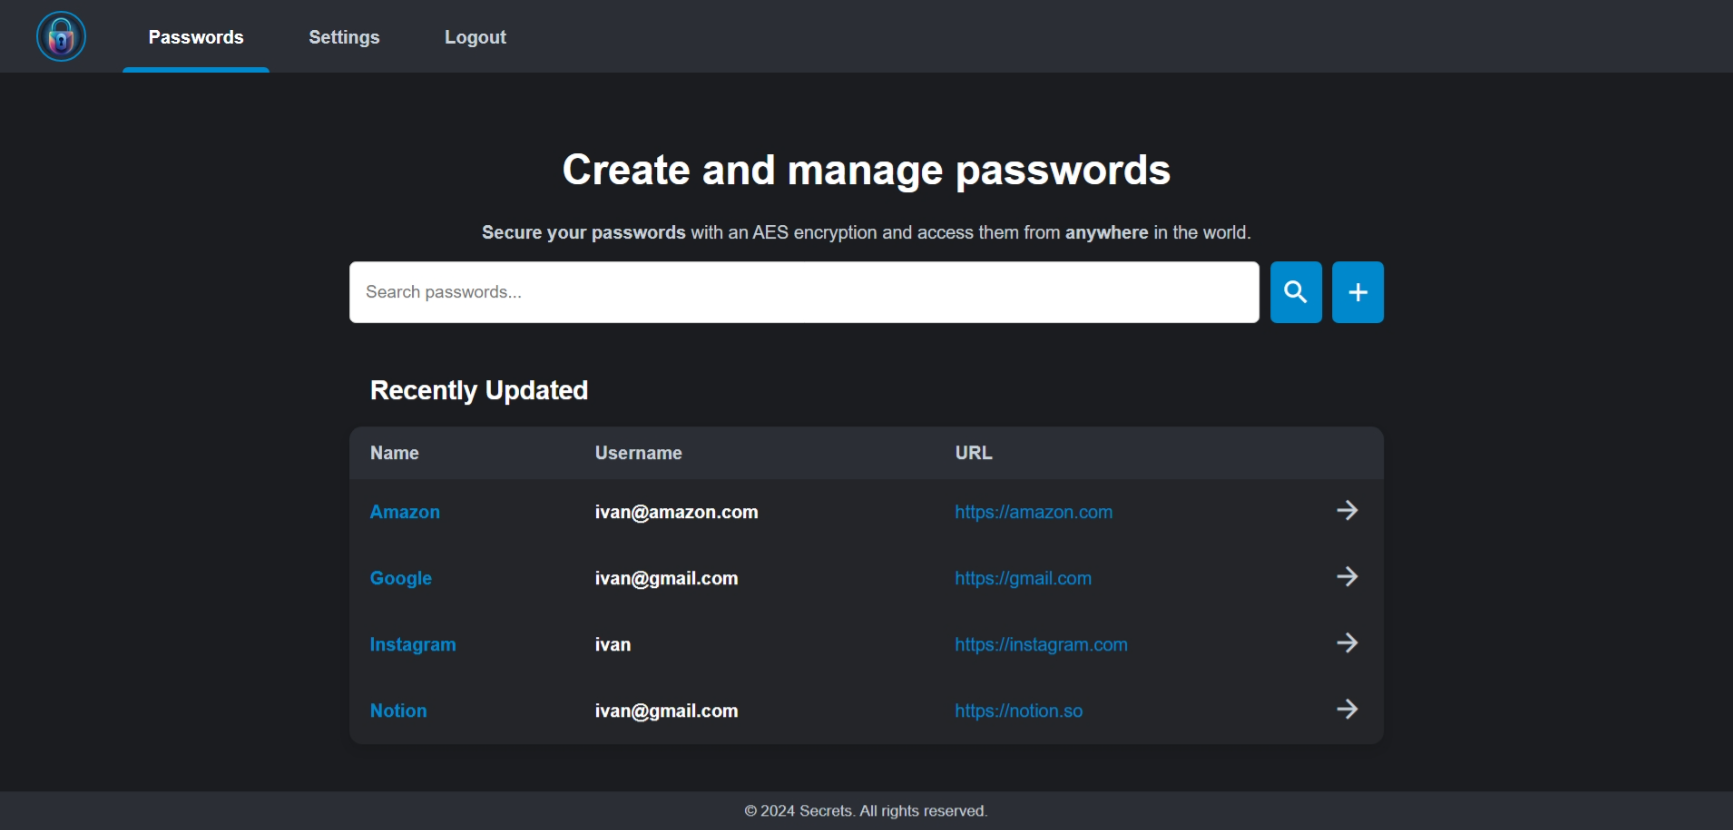 Passwords Settings Logout
Create and manage passwords
Secure your passwords with an AES encryption and access them from anywhere in the world.
Search passwords...
Recently Updated
Name Username URL
Amazon ivan@amazon.com https://amazon.com
Google ivan@gmail.com https://gmail.com
Instagram ivan https://instagram.com
Notion ivan@gmail.com https://notion.so
© 2024 Secrets. All rights reserved.